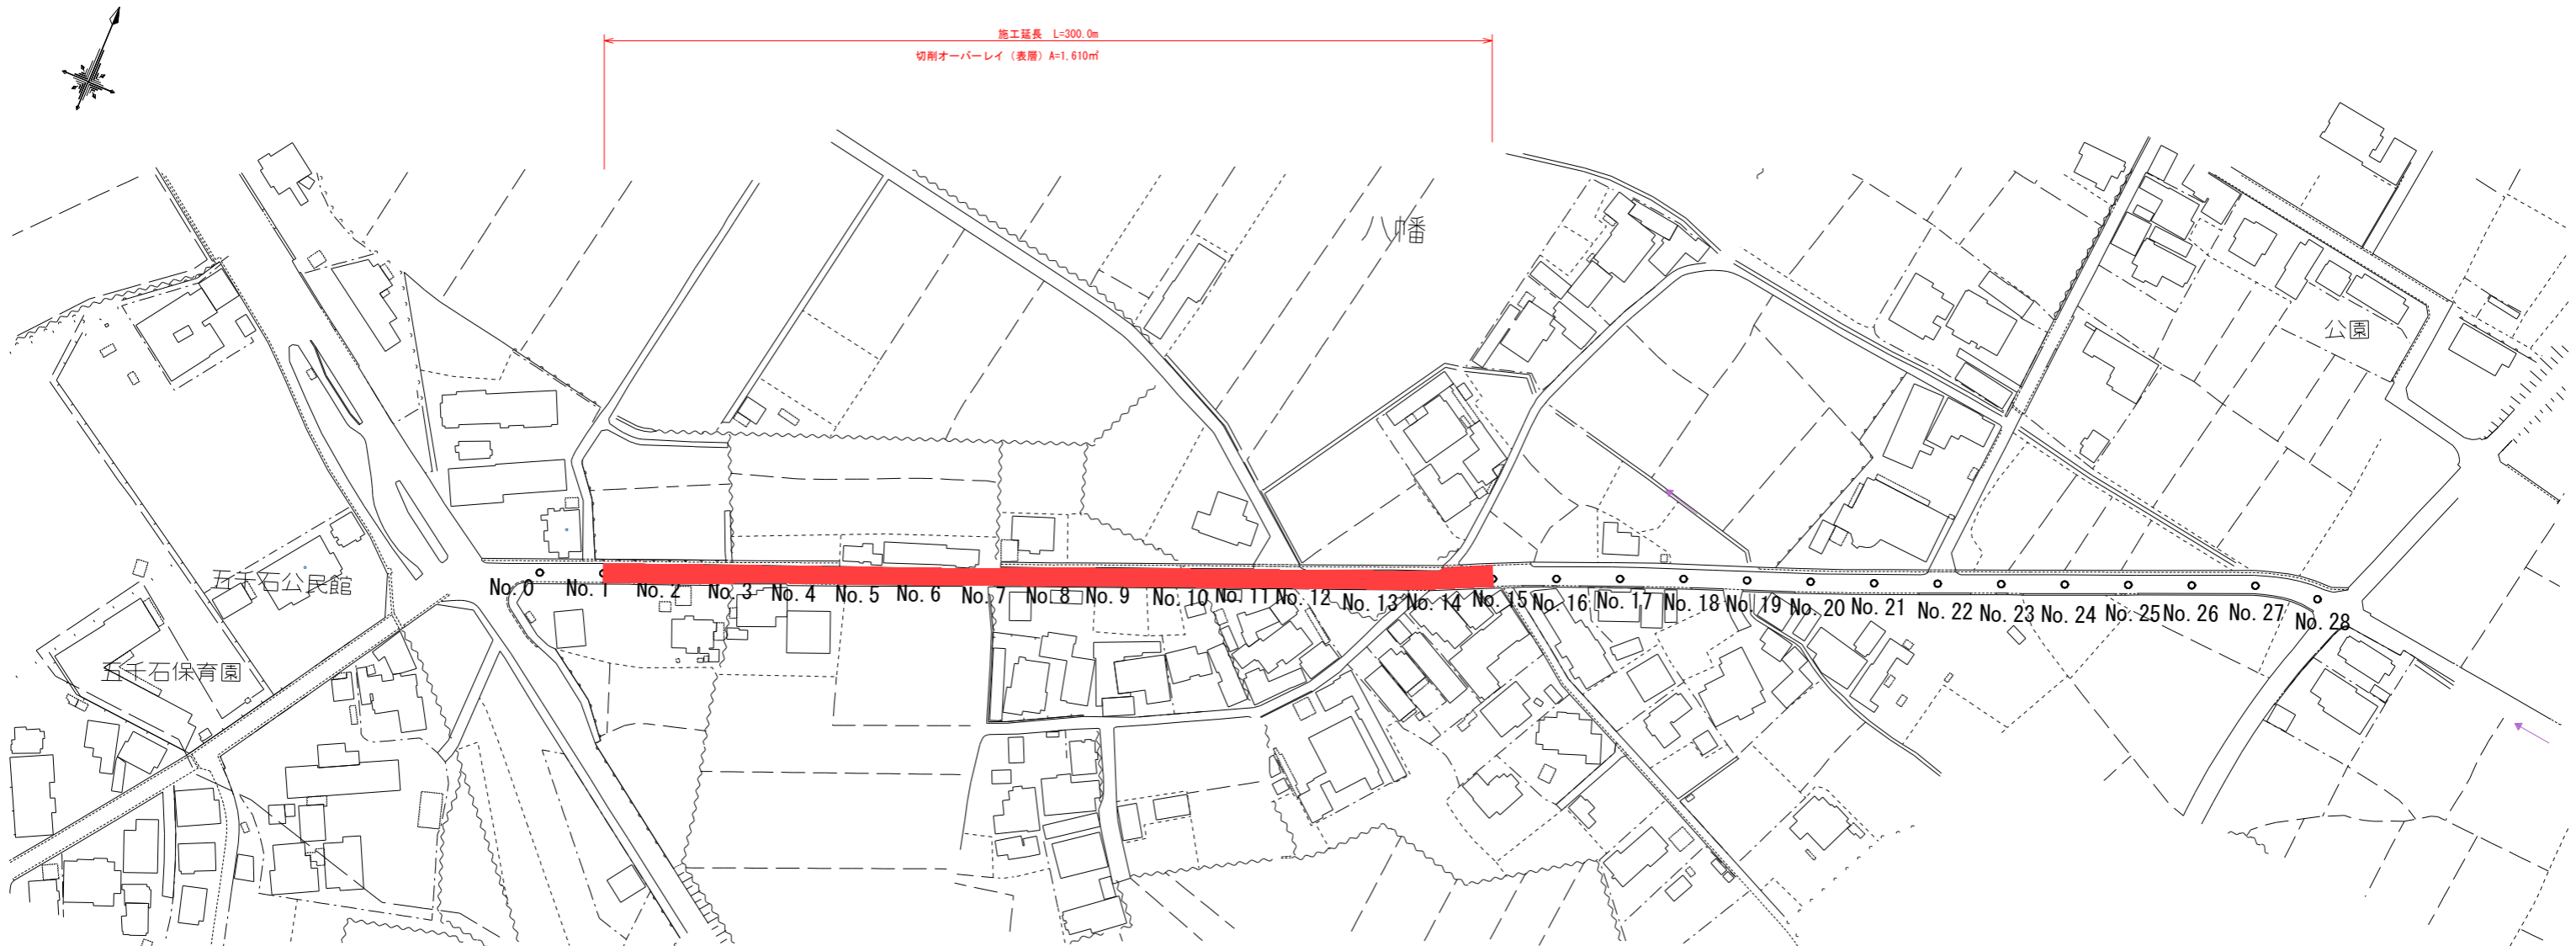 施工延長 L=300.0m
切削オーバーレイ（表層）A=1,610㎡
八幡
公園
五千石公民館
五千石保育園
No. 0
No. 1
No. 2
No. 3
No. 4
No. 5
No. 6
No. 7
No. 8
No. 9
No. 10
No. 11
No. 12
No. 13
No. 14
No. 15
No. 16
No. 17
No. 18
No. 19
No. 20
No. 21
No. 22
No. 23
No. 24
No. 25
No. 26
No. 27
No. 28